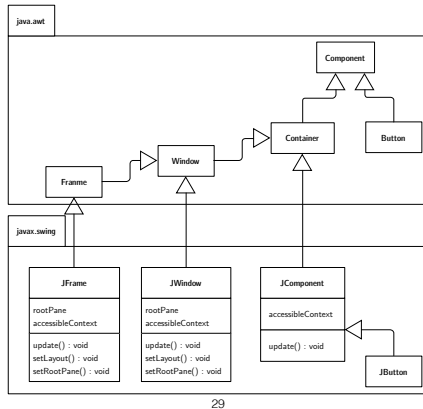 java.awt
Component
Container
Button
Window
Franme
javax.swing
JFrame
rootPane
accessibleContext
update() : void
setLayout() : void
setRootPane() : void
JWindow
rootPane
accessibleContext
update() : void
setLayout() : void
setRootPane() : void
JComponent
accessibleContext
update() : void
JButton
29